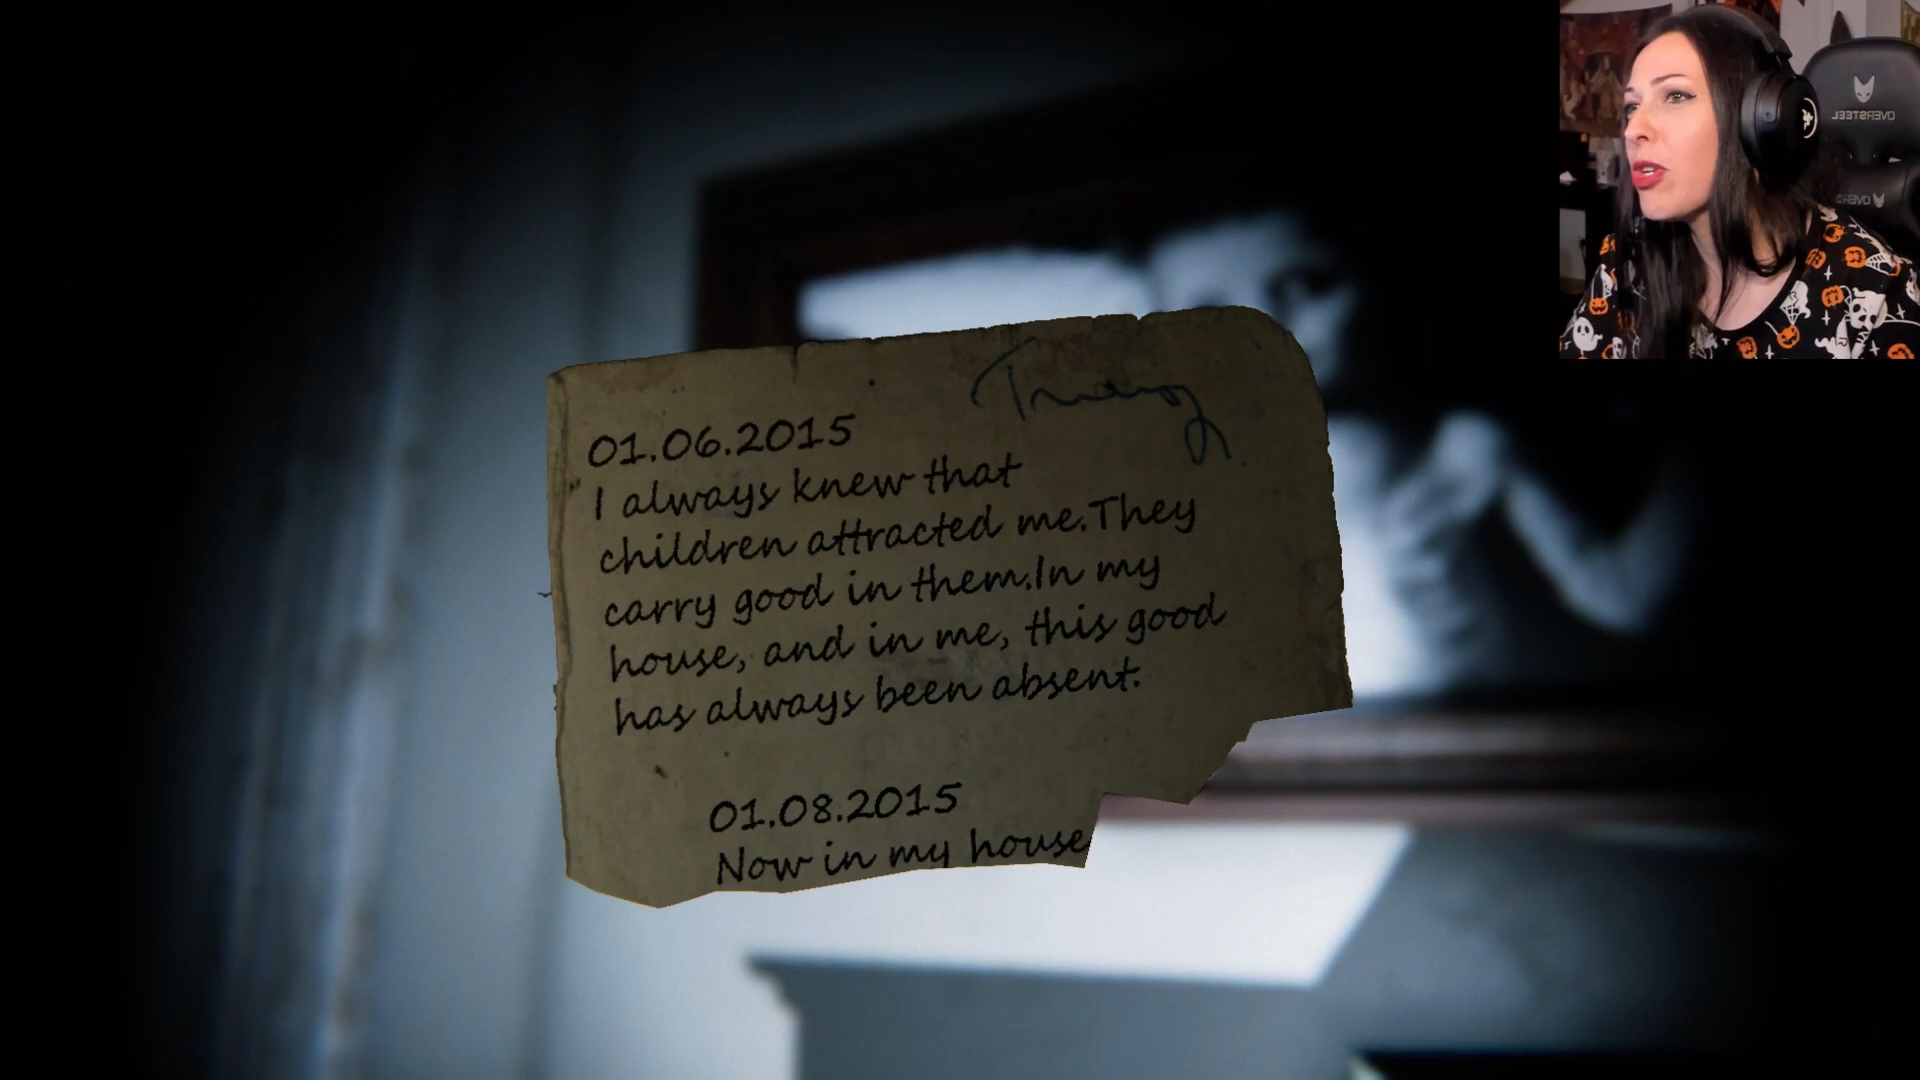 01.06.2015
I always knew that
children attracted me.They
carry good in them.In my
house, and in me, this good
has always been absent.
01.08.2015
Now in my house
OVERSTEEL